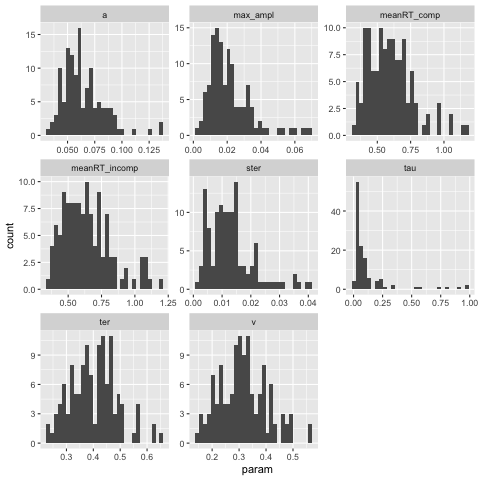 a
max_ampl
meanRT_comp
15
10
5
0
0.050 0.075 0.100 0.125
15
10
5
0
0.00 0.02 0.04 0.06
10.0
7.5
5.0
2.5
0.0
0.50 0.75 1.00
meanRT_incomp
ster
tau
count
10.0
7.5
5.0
2.5
0.0
0.50 0.75 1.00 1.25
10
5
0
0.00 0.01 0.02 0.03 0.04
40
20
0
0.00 0.25 0.50 0.75 1.00
ter
v
9
6
3
0
0.3 0.4 0.5 0.6
9
6
3
0
0.2 0.3 0.4 0.5
param